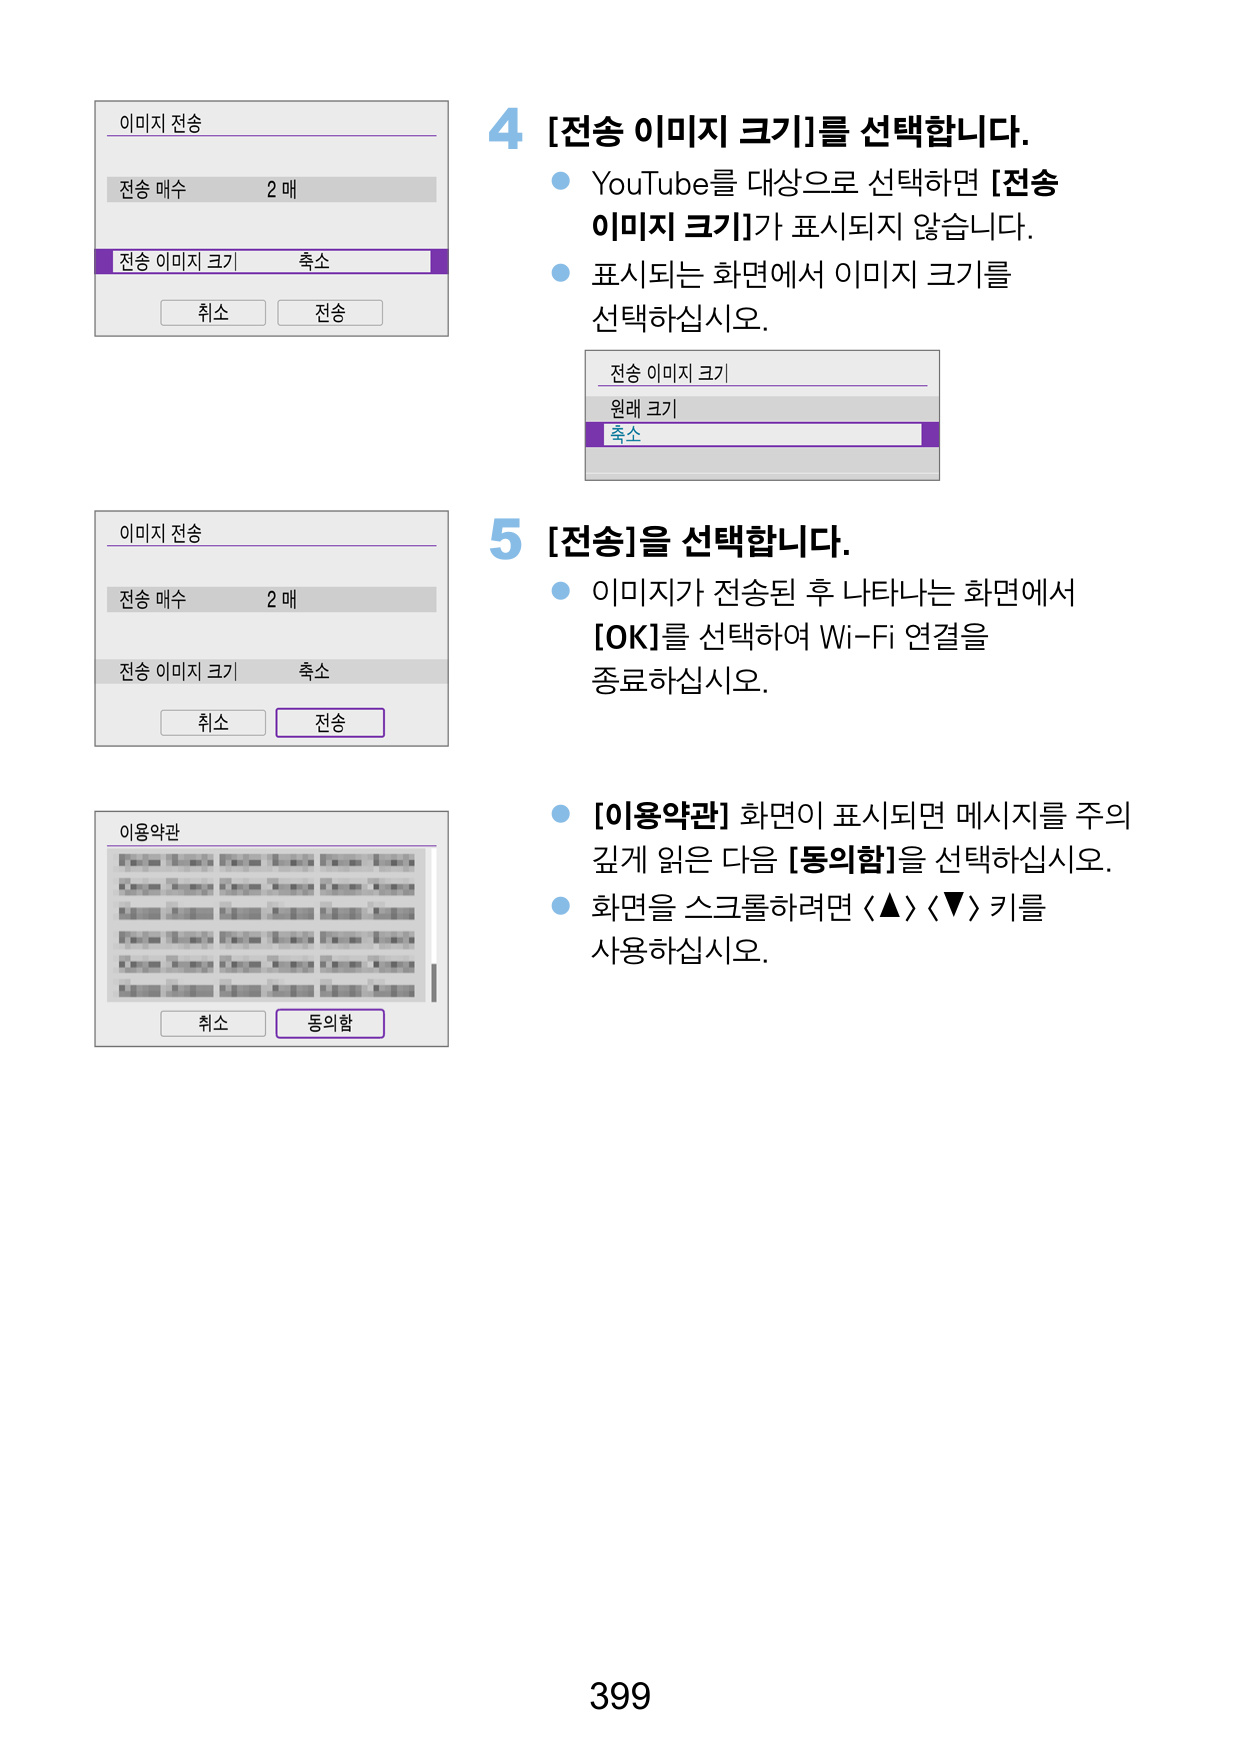 이미지 전송
전송 매수 2 매
전송 이미지 크기 축소
취소 전송
4 [전송 이미지 크기]를 선택합니다.
● YouTube를 대상으로 선택하면 [전송
이미지 크기]가 표시되지 않습니다.
● 표시되는 화면에서 이미지 크기를
선택하십시오.
전송 이미지 크기
원래 크기
축소
이미지 전송
전송 매수 2 매
전송 이미지 크기 축소
취소 전송
5 [전송]을 선택합니다.
● 이미지가 전송된 후 나타나는 화면에서
[OK]를 선택하여 Wi-Fi 연결을
종료하십시오.
이용약관
취소 동의함
● [이용약관] 화면이 표시되면 메시지를 주의
깊게 읽은 다음 [동의함]을 선택하십시오.
● 화면을 스크롤하려면 〈▲〉〈▼〉 키를
사용하십시오.
399